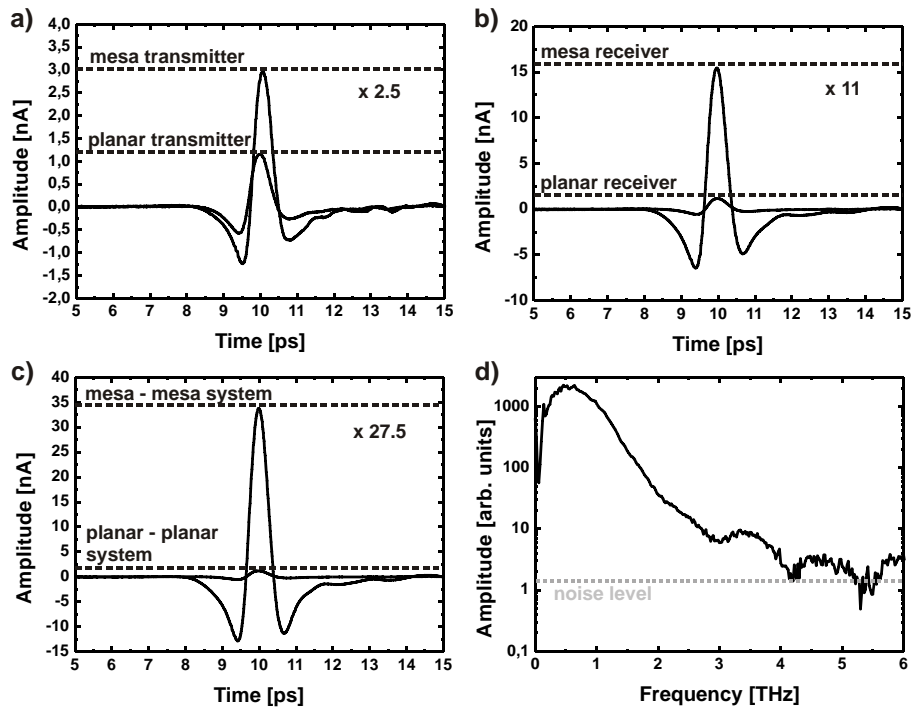 a)
4,0
3,5
3,0
2,5
2,0
1,5
1,0
0,5
0,0
-0,5
-1,0
-1,5
-2,0
Amplitude [nA]
mesa transmitter
x 2.5
planar transmitter
5 6 7 8 9 10 11 12 13 14 15
Time [ps]
b)
20
15
10
5
0
-5
-10
Amplitude [nA]
mesa receiver
x 11
planar receiver
5 6 7 8 9 10 11 12 13 14 15
Time [ps]
c)
40
35
30
25
20
15
10
5
0
-5
-10
-15
Amplitude [nA]
mesa - mesa system
x 27.5
planar - planar
system
5 6 7 8 9 10 11 12 13 14 15
Time [ps]
d)
1000
100
10
1
0,1
Amplitude [arb. units]
noise level
0 1 2 3 4 5 6
Frequency [THz]